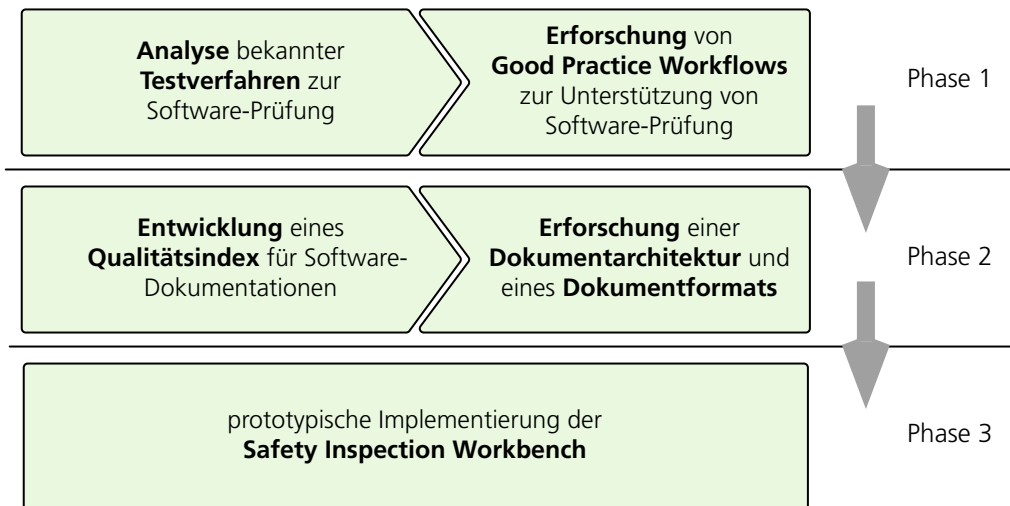 Analyse bekannter
Testverfahren zur
Software-Prüfung
Erforschung von
Good Practice Workflows
zur Unterstützung von
Software-Prüfung
Phase 1
Entwicklung eines
Qualitätsindex für Software-
Dokumentationen
Erforschung einer
Dokumentarchitektur und
eines Dokumentformats
Phase 2
prototypische Implementierung der
Safety Inspection Workbench
Phase 3